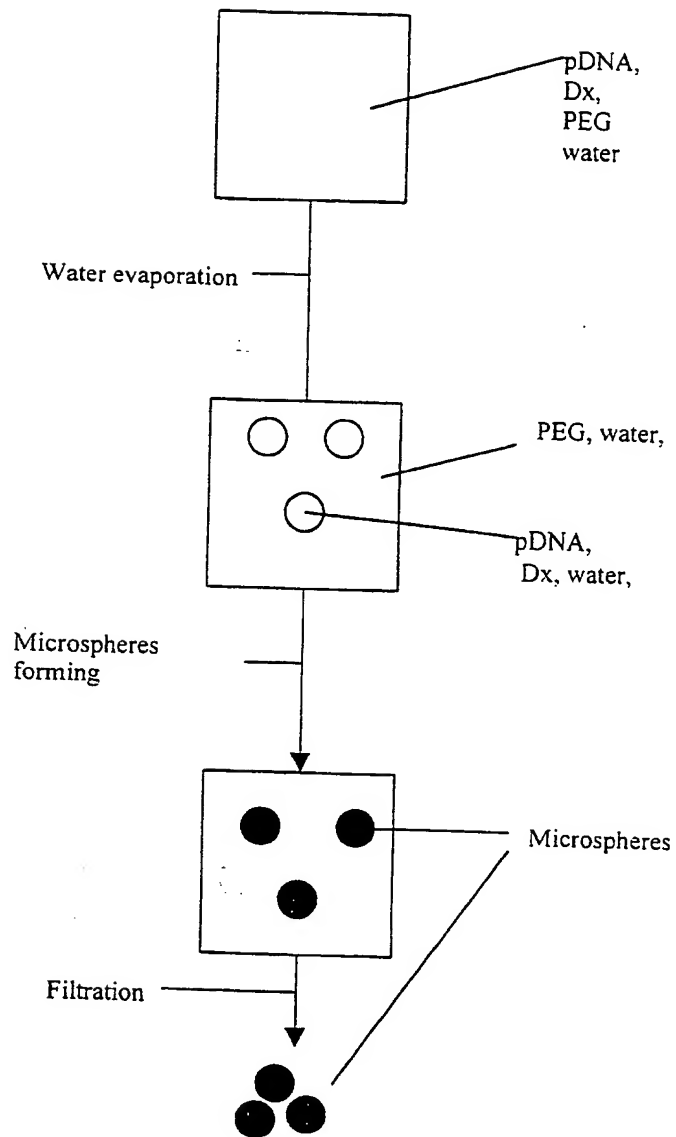 pDNA,
Dx,
PEG
water
Water evaporation
PEG, water,
pDNA,
Dx, water,
Microspheres
forming
Microspheres
Filtration